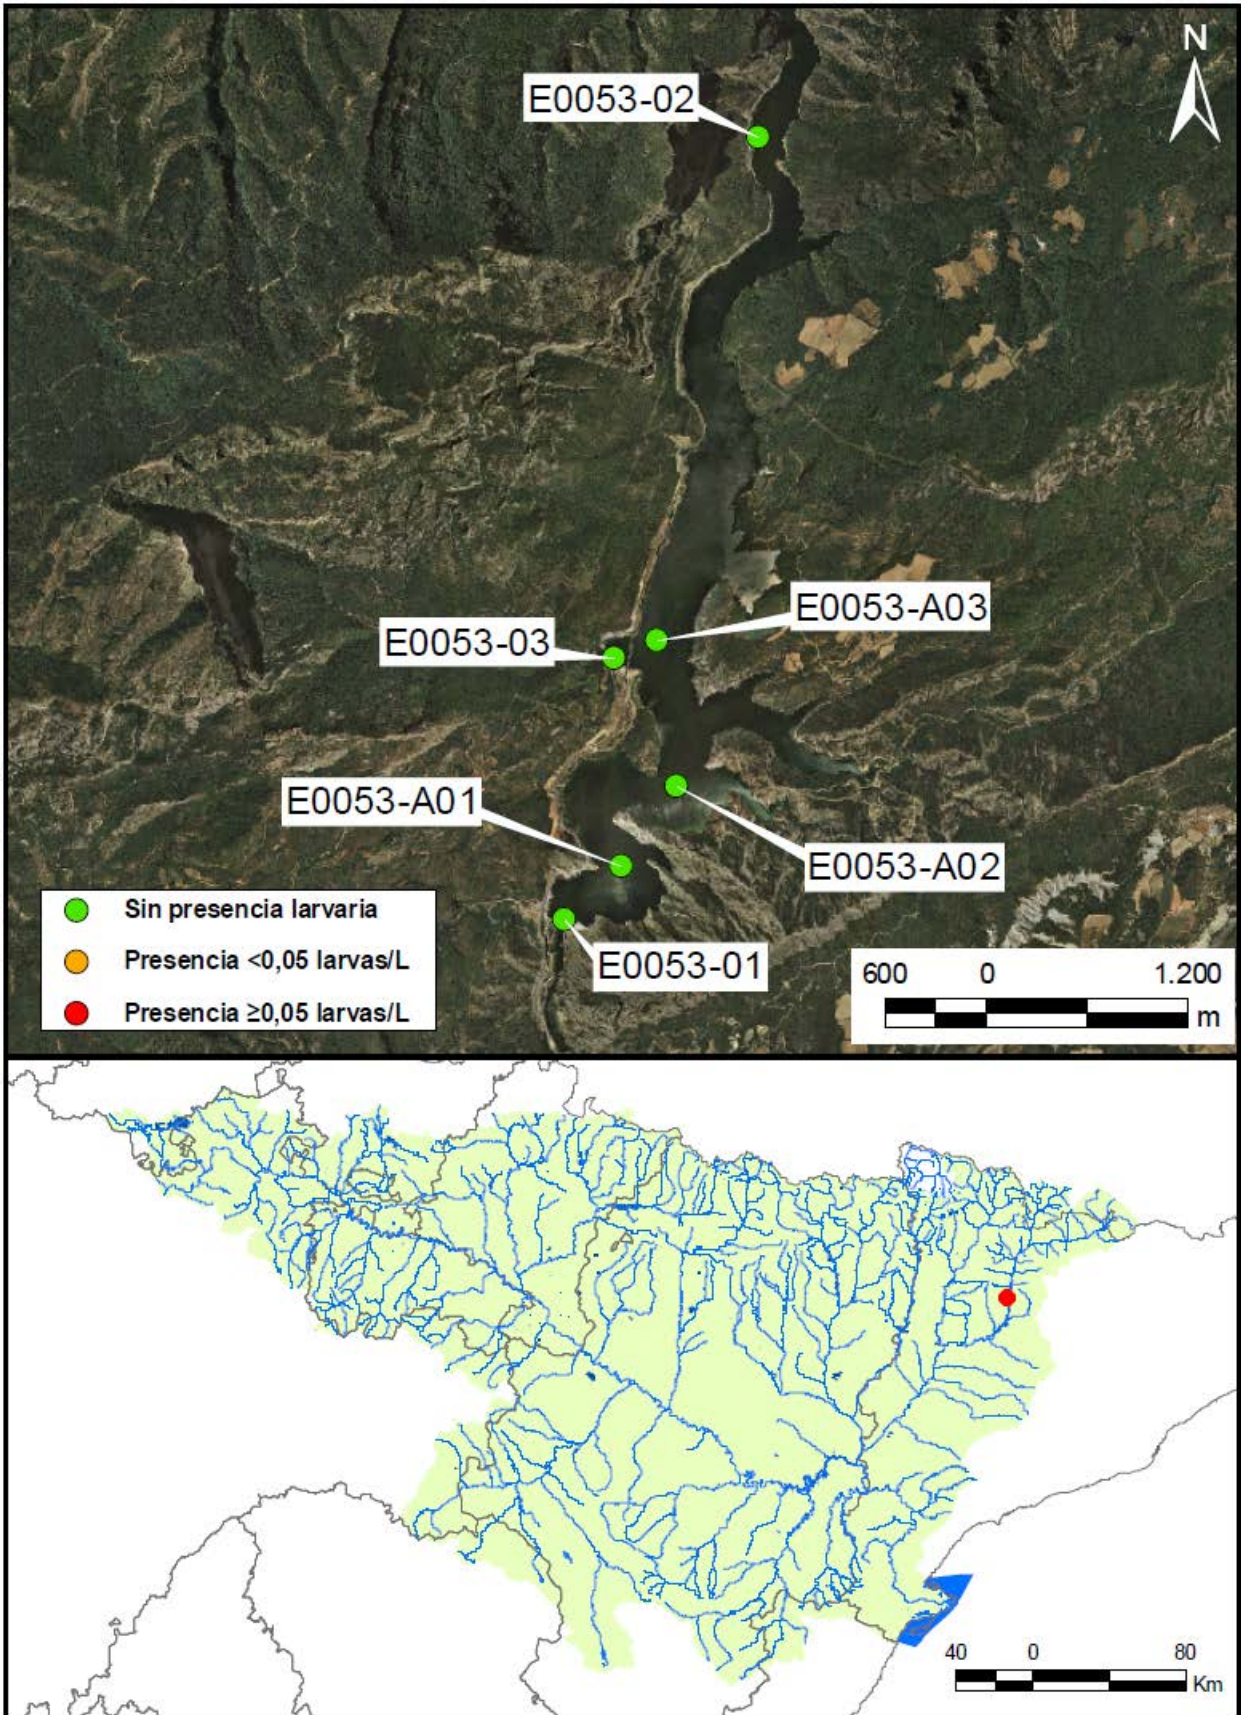 N
E0053-02
E0053-A03
E0053-03
E0053-A01
E0053-A02
E0053-01
Sin presencia larvaria
Presencia <0,05 larvas/L
Presencia ≥0,05 larvas/L
600 0 1.200
m
40 0 80
Km